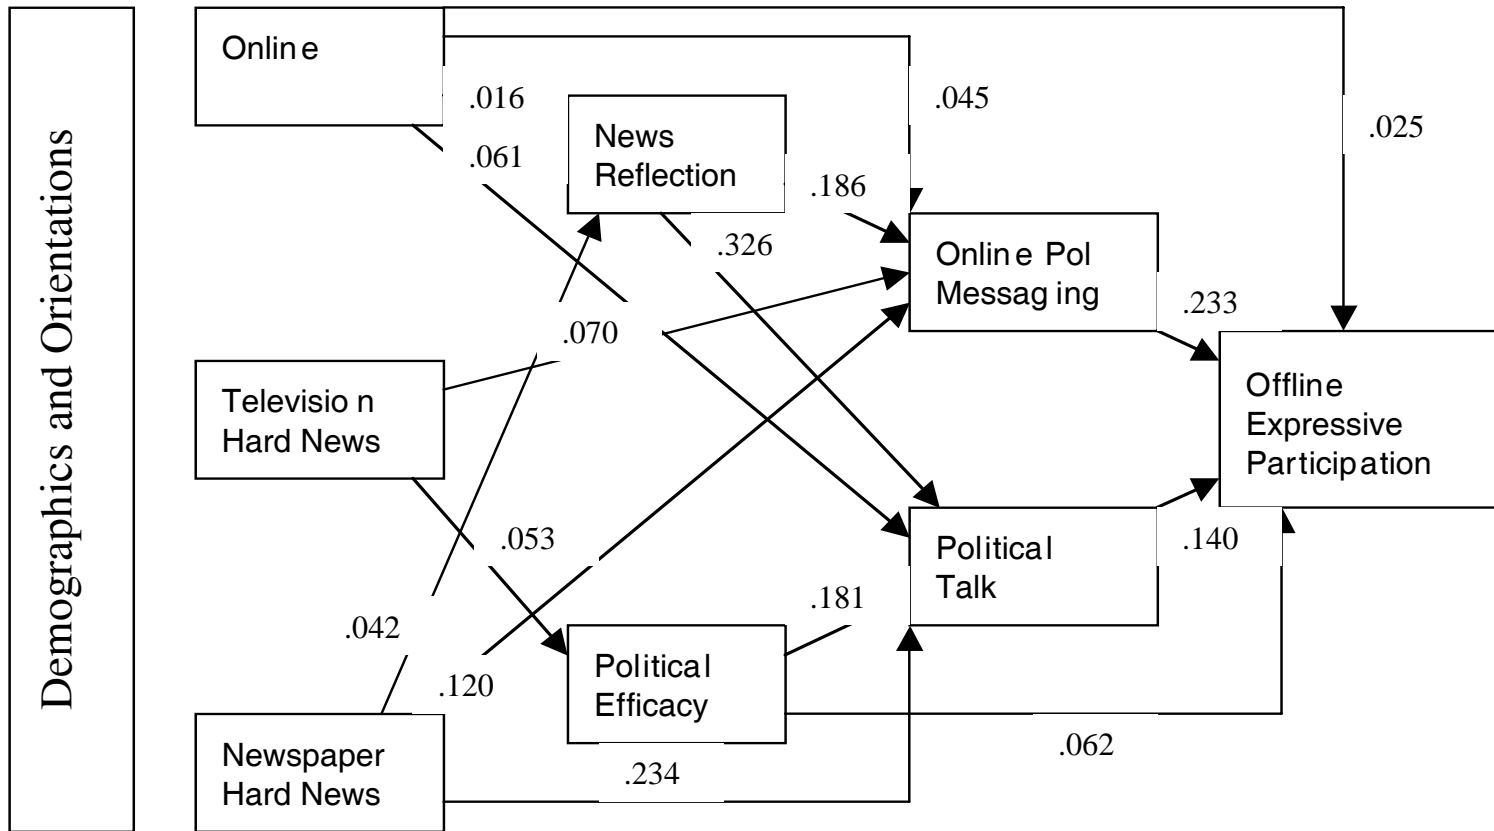 Demographics and Orientations
Online
.016
.061
News
Reflection
.045
.025
.186
.326
Online Pol
Messaging
.233
.070
Television
Hard News
Offline
Expressive
Participation
.053
Political
Talk
.140
.181
.042
.120
Political
Efficacy
.062
.234
Newspaper
Hard News